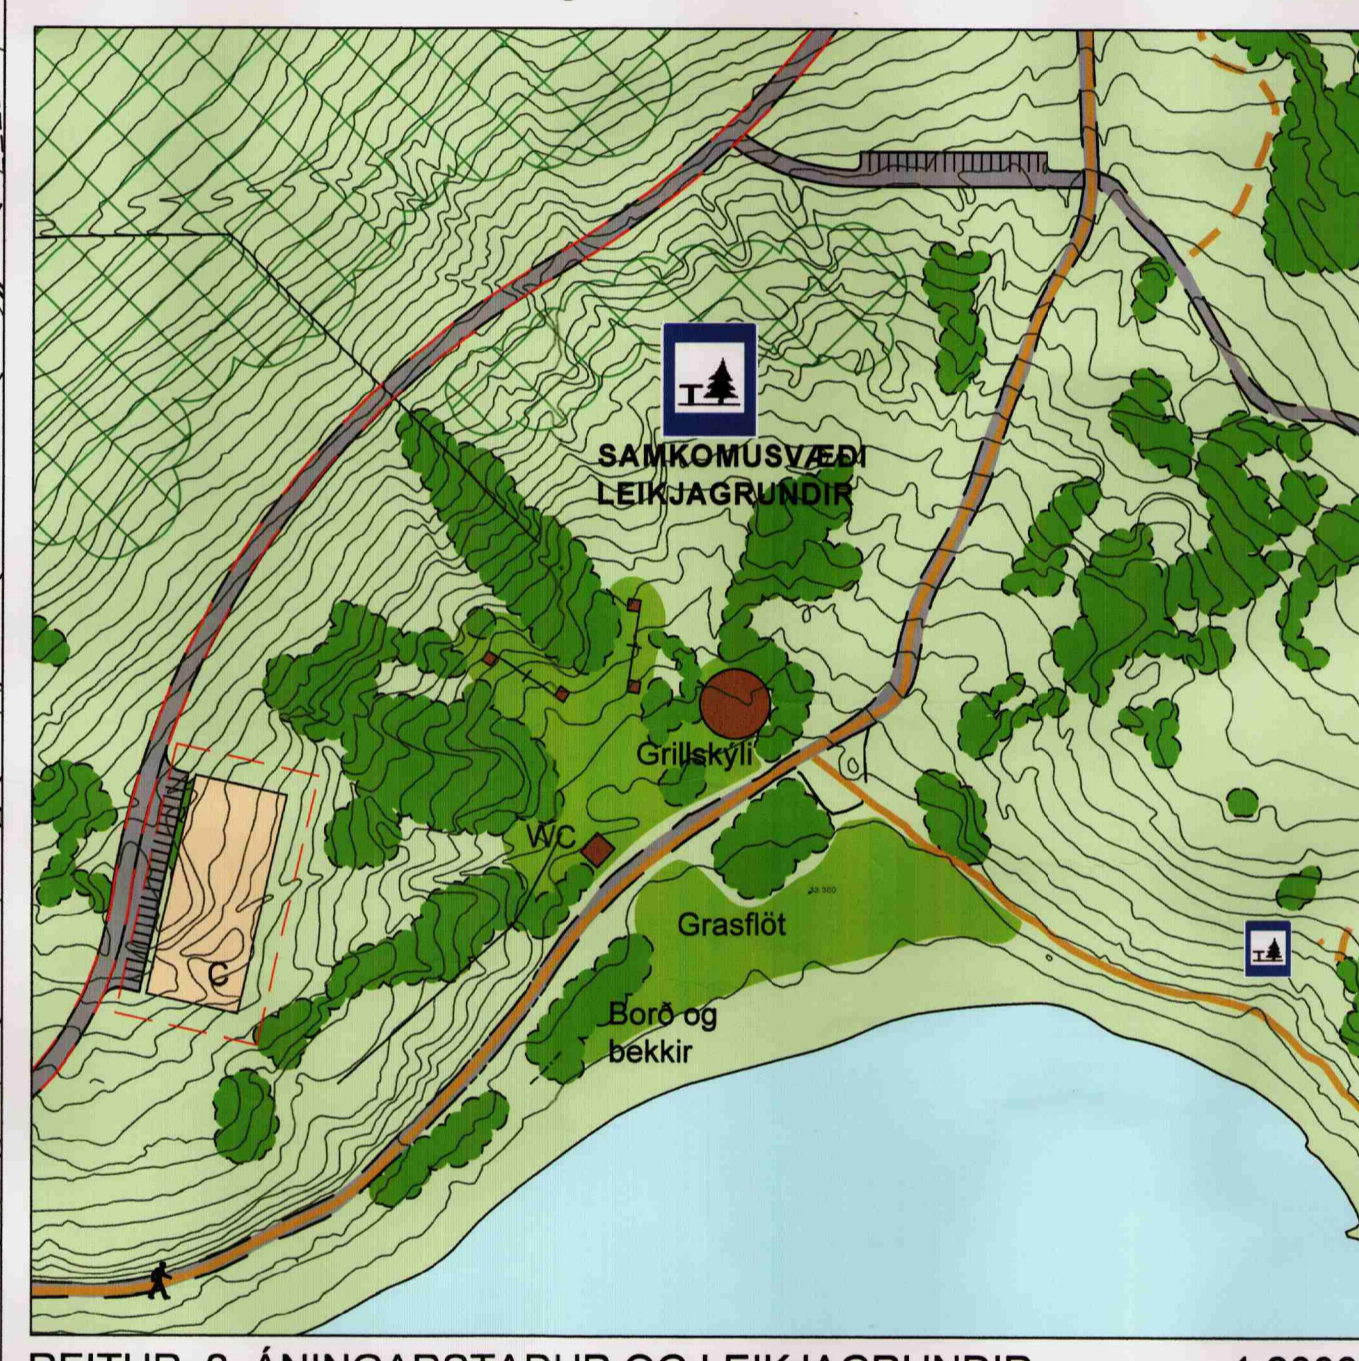 SAMKOMUSVÆÐI
LEIKJAGRUNDIR
Grillskýli
WC
Grasflöt
C
Borð og
bekkir